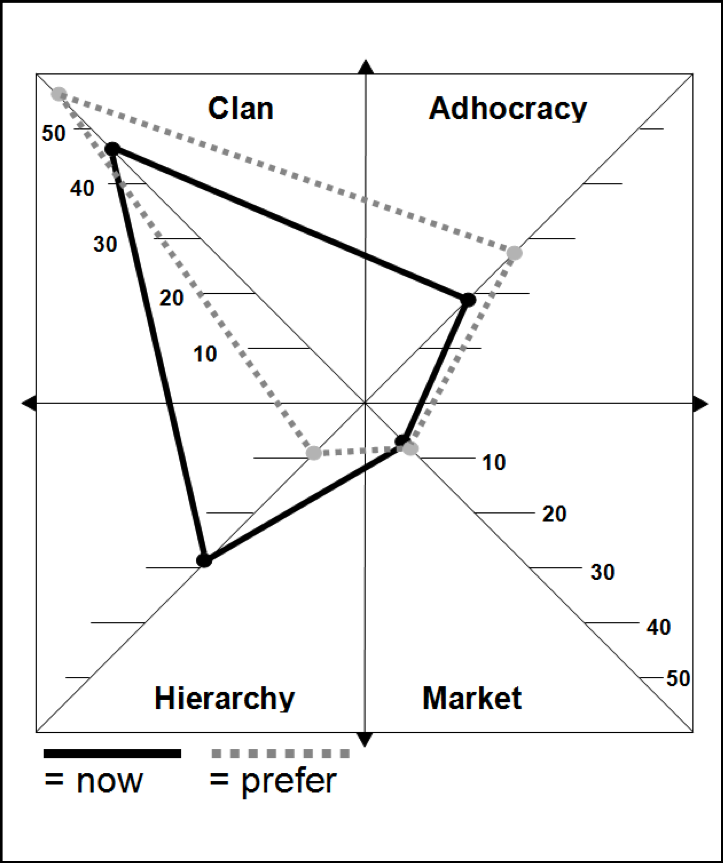 Clan
Adhocracy
50
40
30
20
10
10
20
30
40
50
Hierarchy
Market
= now
= prefer